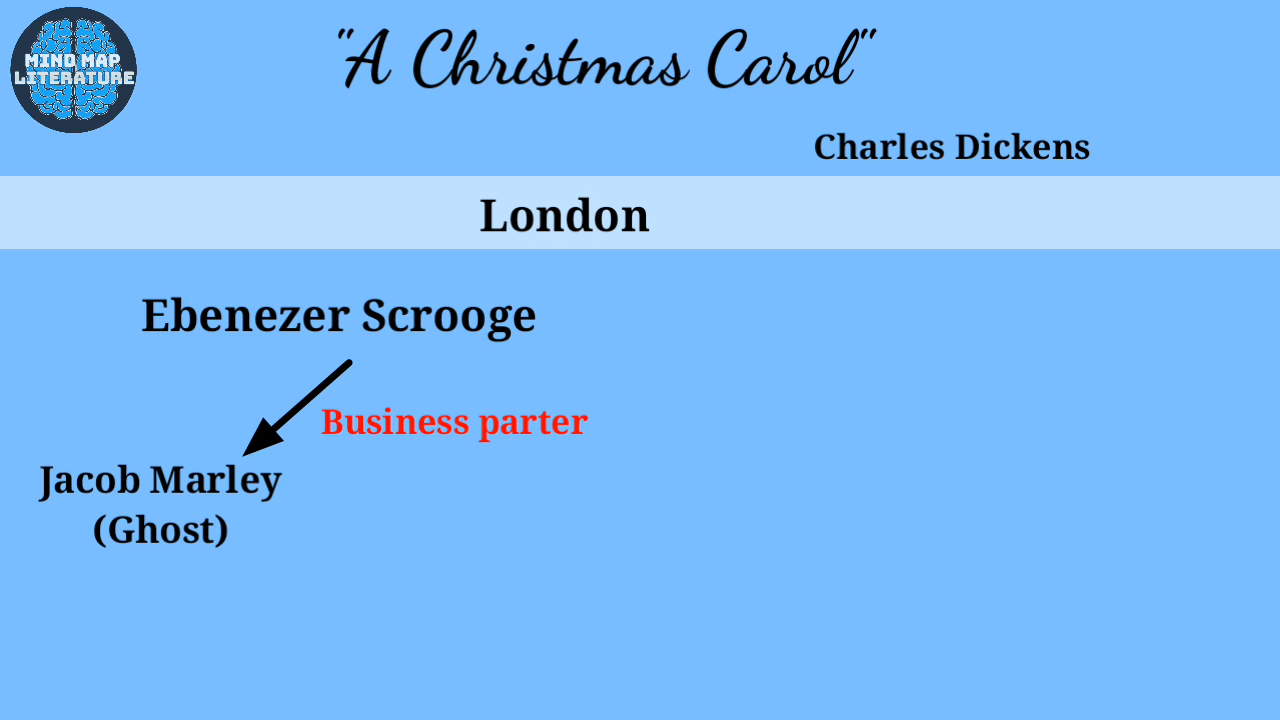 MIND MAP
LITERATURE
"A Christmas Carol"
Charles Dickens
London
Ebenezer Scrooge
Business parter
Jacob Marley
(Ghost)